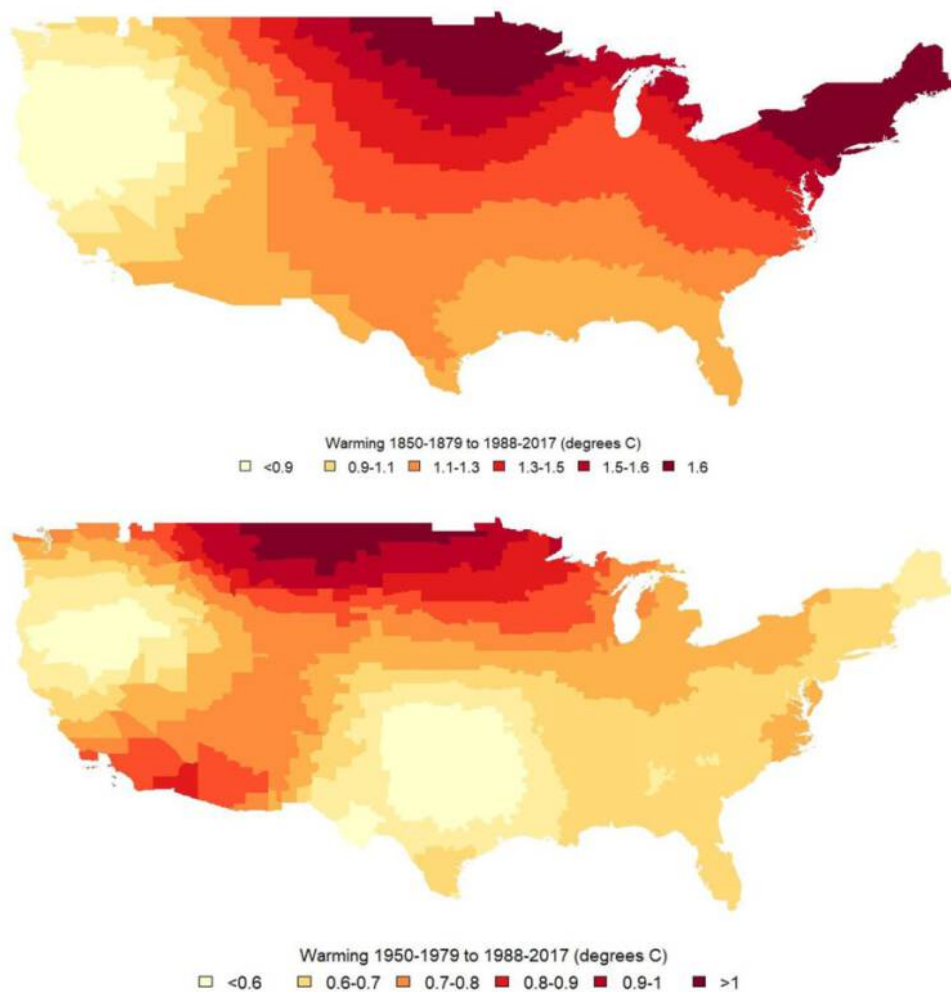 Warming 1850-1879 to 1988-2017 (degrees C)
<0.9 0.9-1.1 1.1-1.3 1.3-1.5 1.5-1.6 1.6
Warming 1950-1979 to 1988-2017 (degrees C)
<0.6 0.6-0.7 0.7-0.8 0.8-0.9 0.9-1 >1